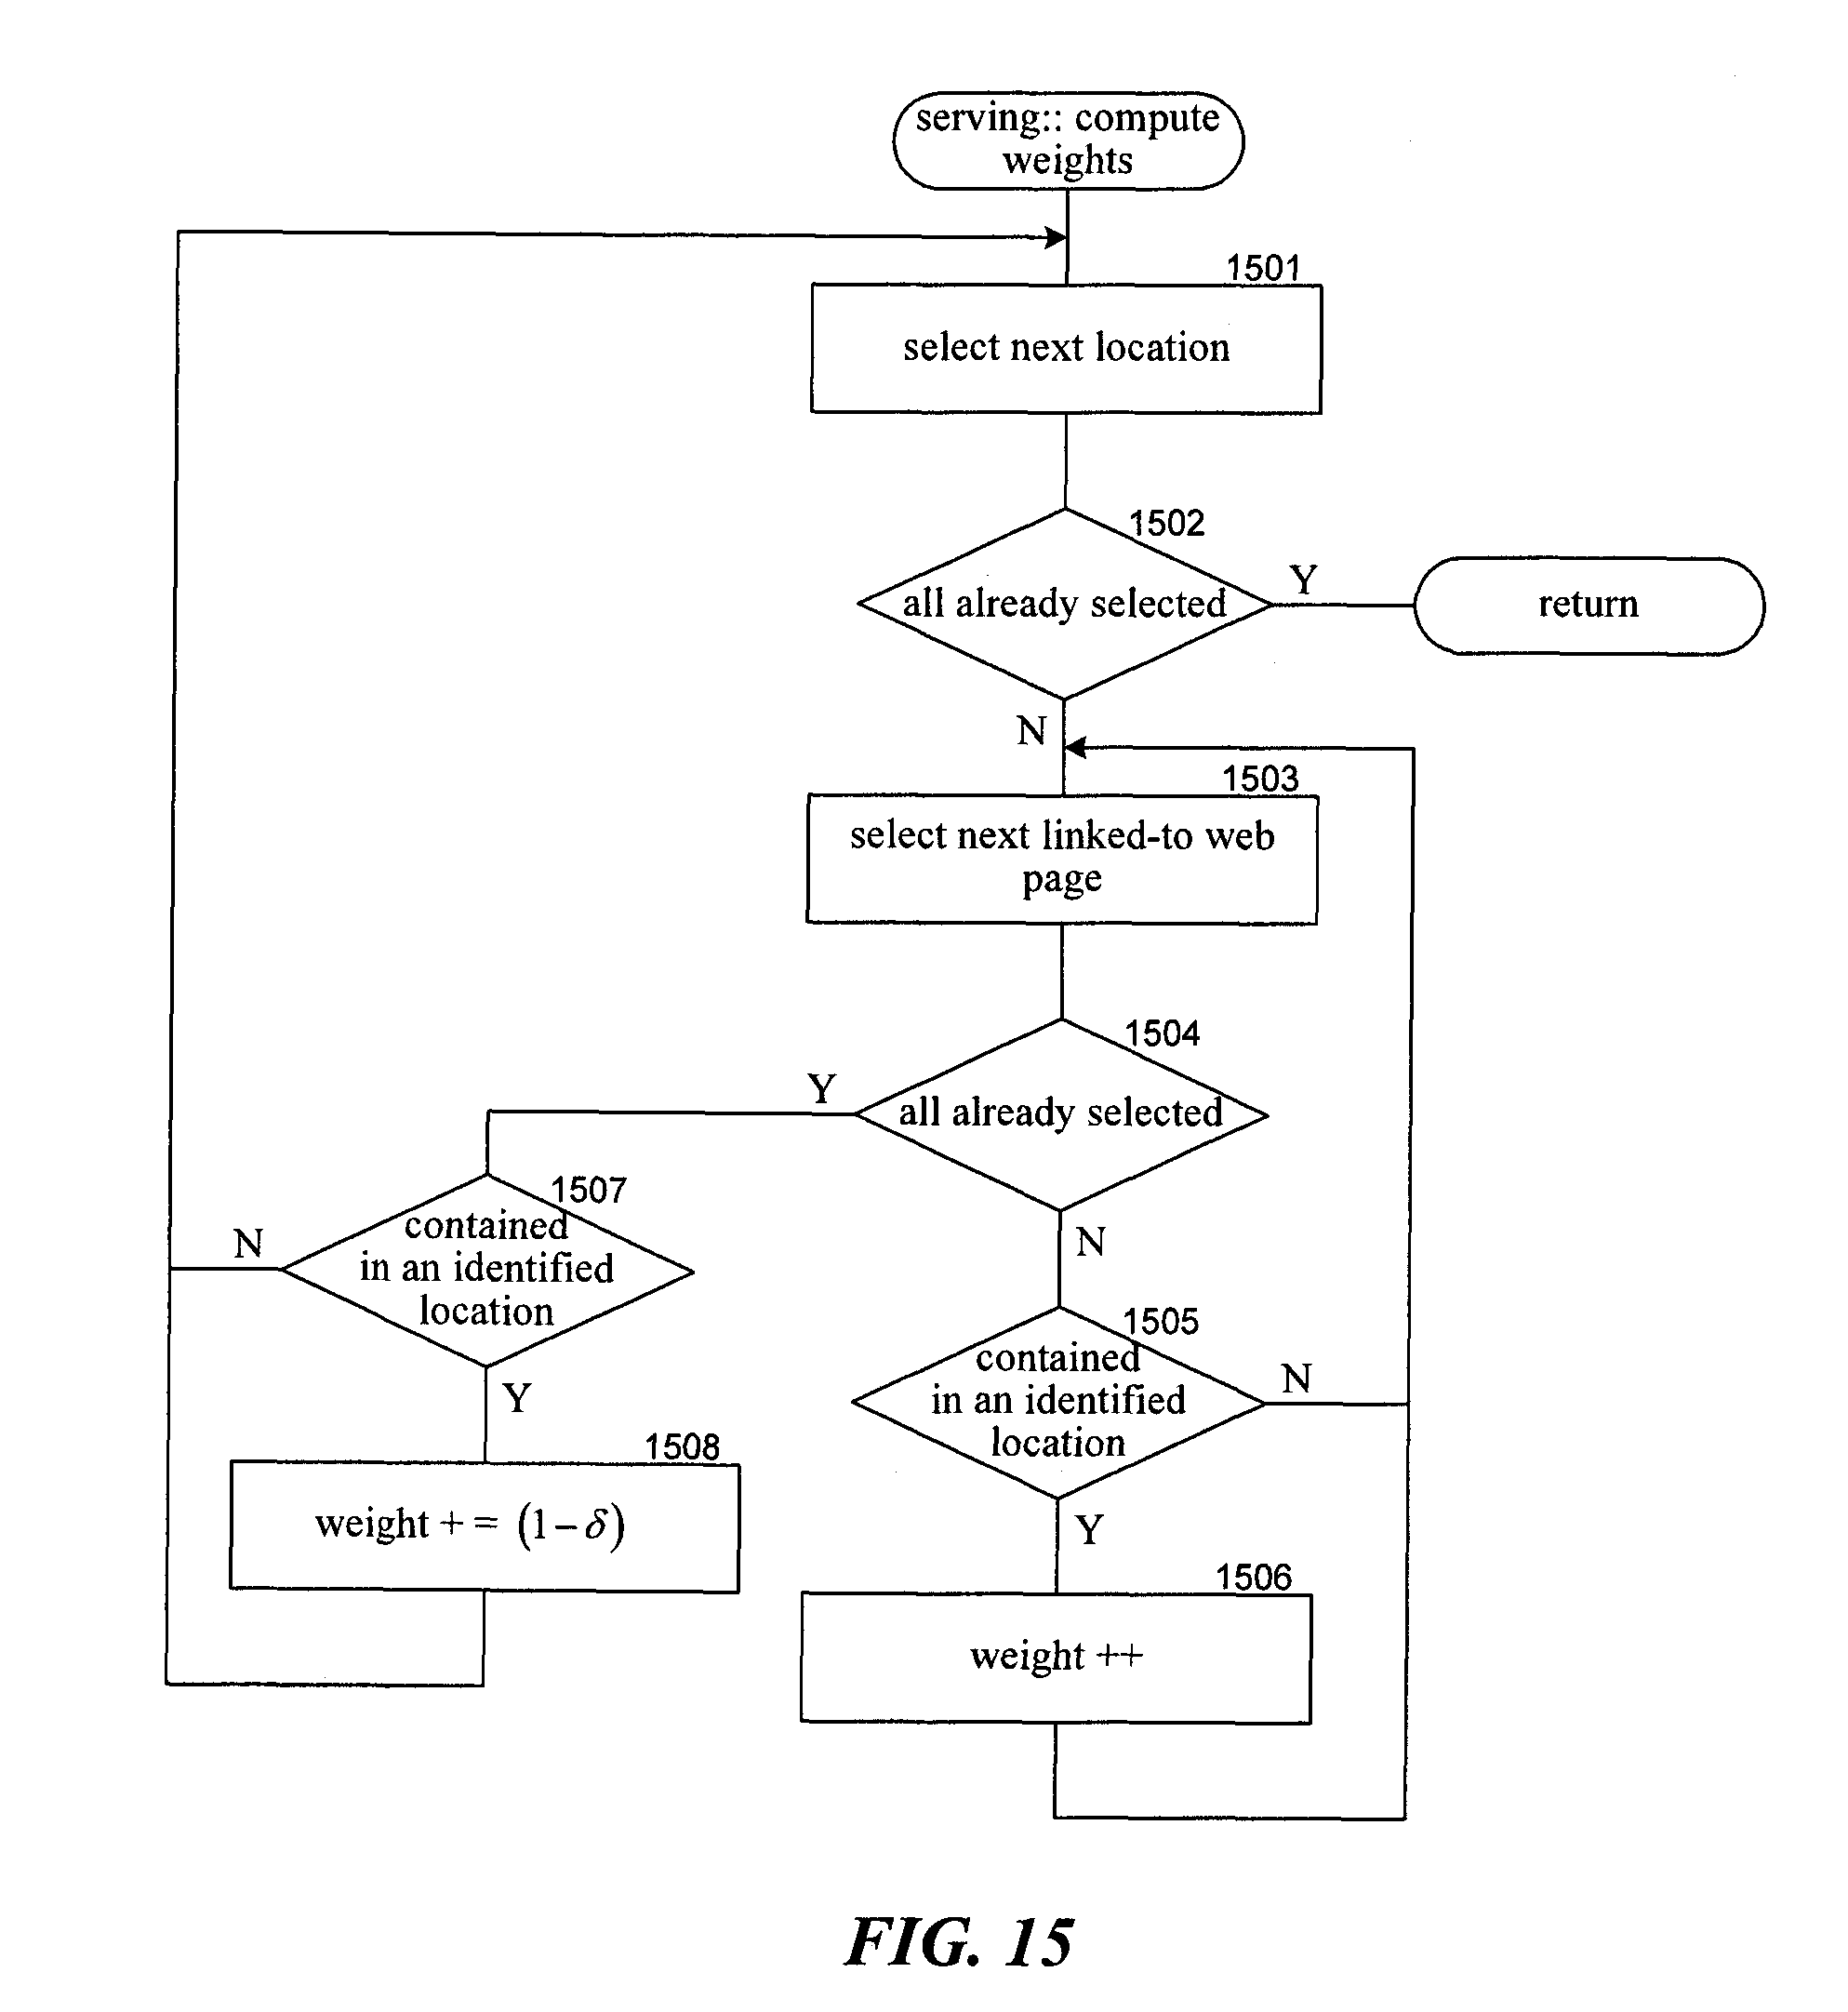 serving:: compute
weights
1501
select next location
1502
all already selected
Y
return
N
1503
select next linked-to web
page
1504
all already selected
Y
N
1507
contained
in an identified
location
N
Y
1505
contained
in an identified
location
N
Y
1508
weight + = (1−δ)
1506
weight ++
FIG. 15